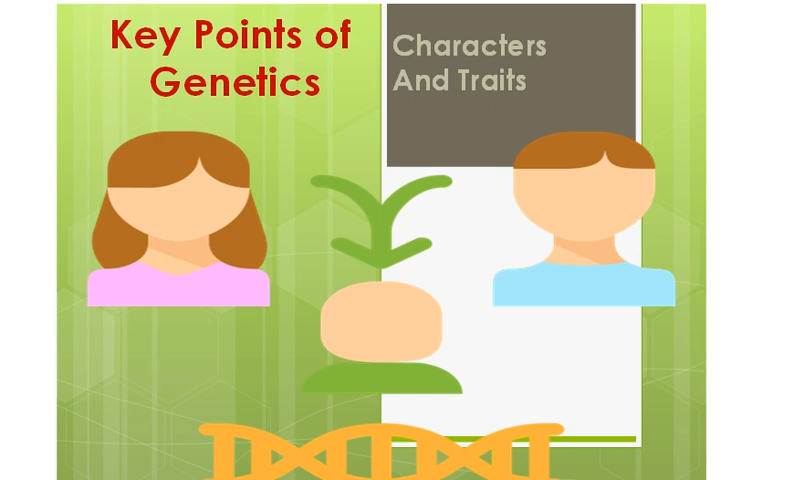 Key Points of
Genetics
Characters
And Traits